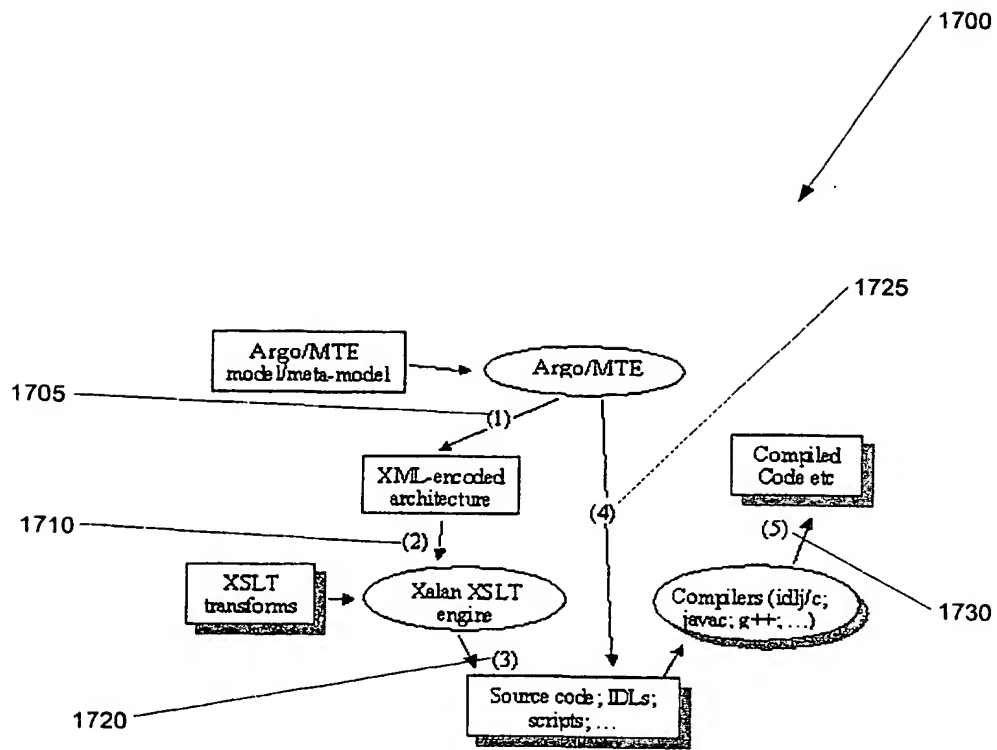 1700
1725
Argo/MTE
model/meta-model
Argo/MTE
1705
(1)
Compiled
Code etc
XML-encoded
architecture
(4)
1710
(2)
(5)
XSLT
transforms
Xalan XSLT
engine
Compilers (idlj/c;
javac; g++; ...)
1730
(3)
Source code; IDLs;
scripts; ...
1720